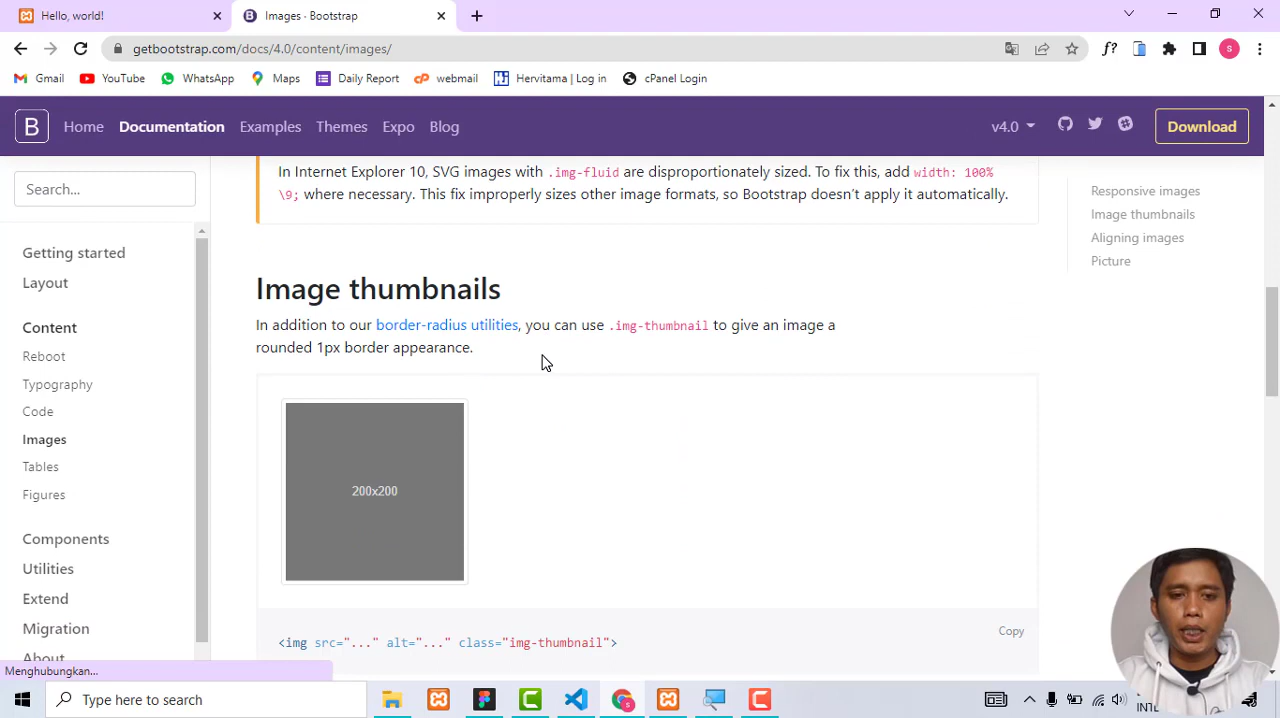 Hello, world!
Images · Bootstrap
getbootstrap.com/docs/4.0/content/images/
f?
s
Gmail
YouTube
WhatsApp
Maps
Daily Report
webmail
Hervitama | Log in
cPanel Login
B
Home
Documentation
Examples
Themes
Expo
Blog
v4.0
Download
Search...
Getting started
Layout
Content
Reboot
Typography
Code
Images
Tables
Figures
Components
Utilities
Extend
Migration
About
In Internet Explorer 10, SVG images with .img-fluid are disproportionately sized. To fix this, add width: 100%
\9; where necessary. This fix improperly sizes other image formats, so Bootstrap doesn’t apply it automatically.
Image thumbnails
In addition to our border-radius utilities, you can use .img-thumbnail to give an image a
rounded 1px border appearance.
200x200
Copy
<img src="..." alt="..." class="img-thumbnail">
Responsive images
Image thumbnails
Aligning images
Picture
Menghubungkan...
Type here to search